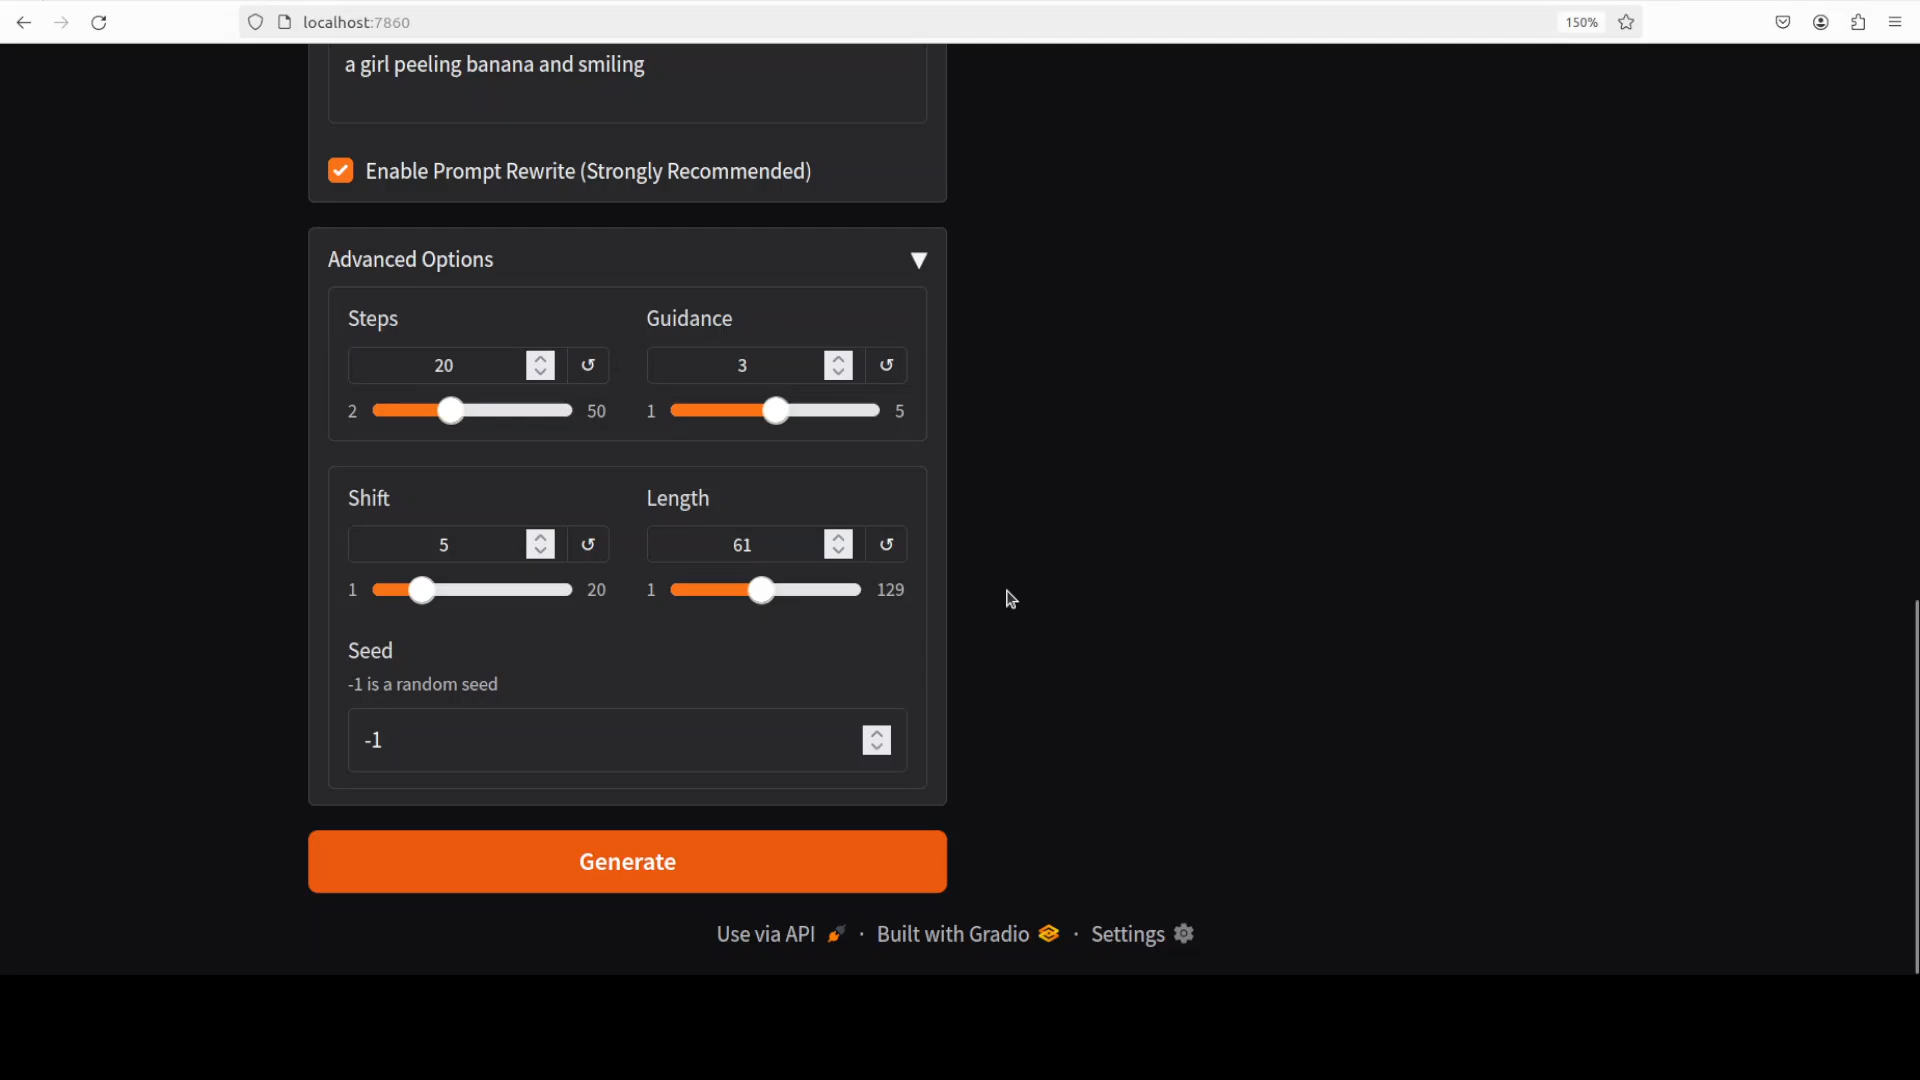 localhost:7860
150%
a girl peeling banana and smiling
Enable Prompt Rewrite (Strongly Recommended)
Advanced Options
Steps
Guidance
20
3
2
50
1
5
Shift
Length
5
61
1
20
1
129
Seed
-1 is a random seed
-1
Generate
Use via API · Built with Gradio · Settings